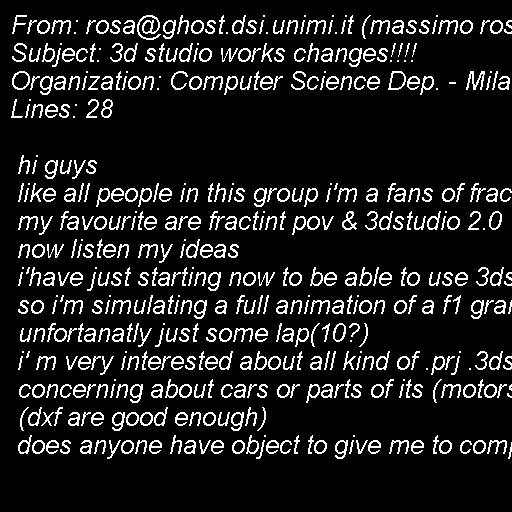 From: rosa@ghost.dsi.unimi.it (massimo ros
Subject: 3d studio works changes!!!!
Organization: Computer Science Dep. - Mila
Lines: 28
hi guys
like all people in this group i'm a fans of frac
my favourite are fractint pov & 3dstudio 2.0
now listen my ideas
i'have just starting now to be able to use 3ds
so i'm simulating a full animation of a f1 gran
unfortanatly just some lap(10?)
i' m very interested about all kind of .prj .3ds
concerning about cars or parts of its (motors
(dxf are good enough)
does anyone have object to give me to comp